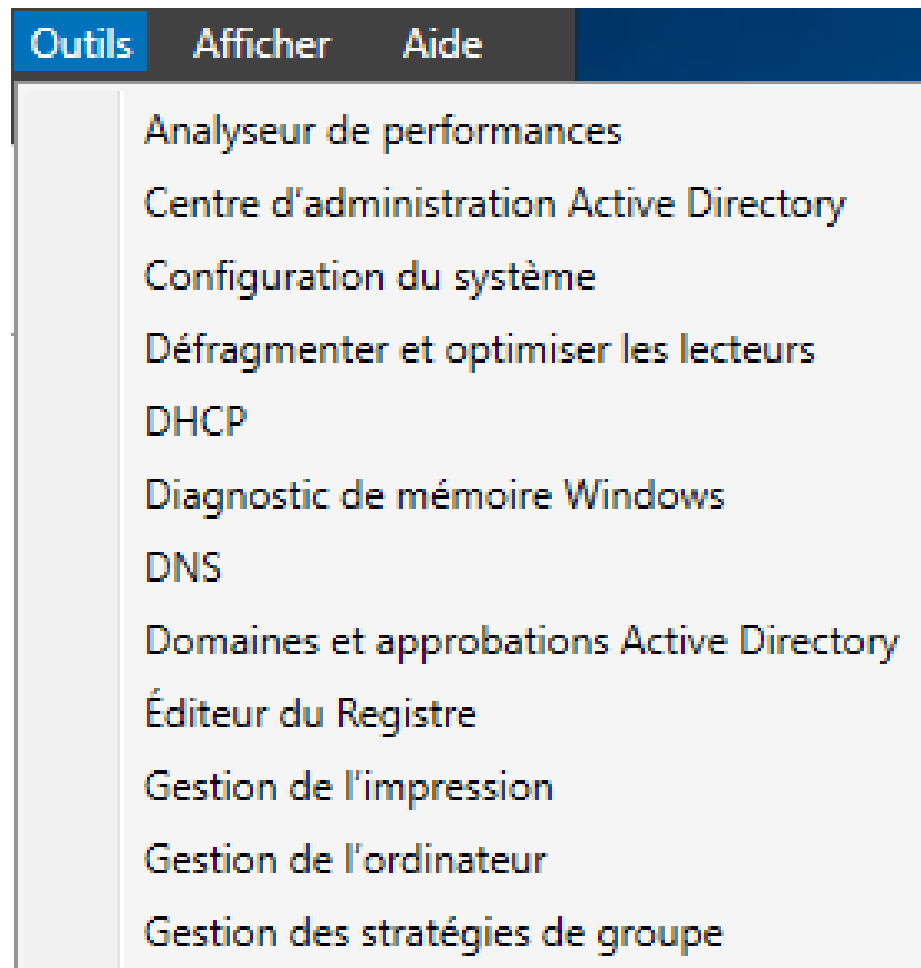 Outils Afficher Aide
Analyseur de performances
Centre d'administration Active Directory
Configuration du système
Défragmenter et optimiser les lecteurs
DHCP
Diagnostic de mémoire Windows
DNS
Domaines et approbations Active Directory
Éditeur du Registre
Gestion de l'impression
Gestion de l'ordinateur
Gestion des stratégies de groupe